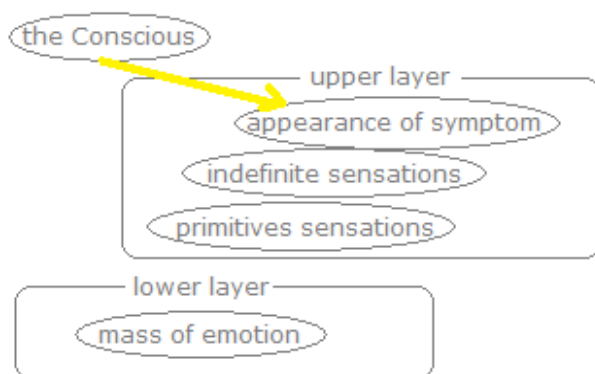 the Conscious
upper layer
appearance of symptom
indefinite sensations
primitives sensations
lower layer
mass of emotion